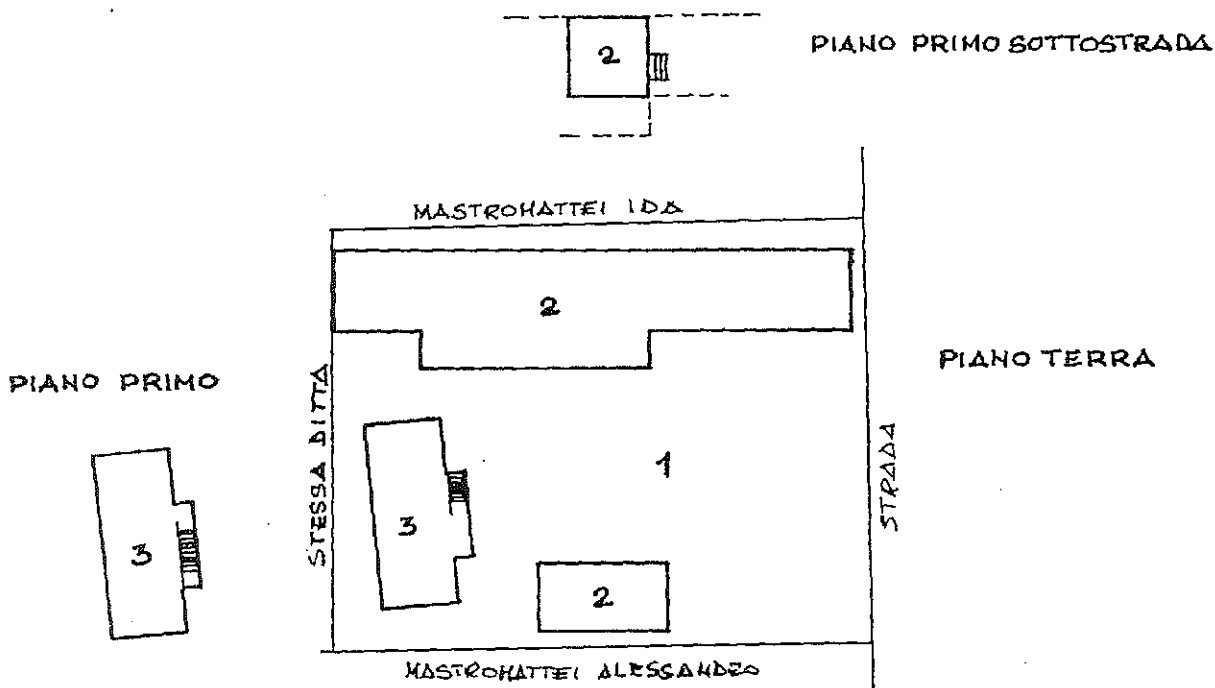 2
PIANO PRIMO SOTTOSTRADA
MASTROMATTEI IDA
2
PIANO PRIMO
STESSA DITTA
PIANO TERRA
1
STRADA
3
3
2
MASTROMATTEI ALESSANDRO